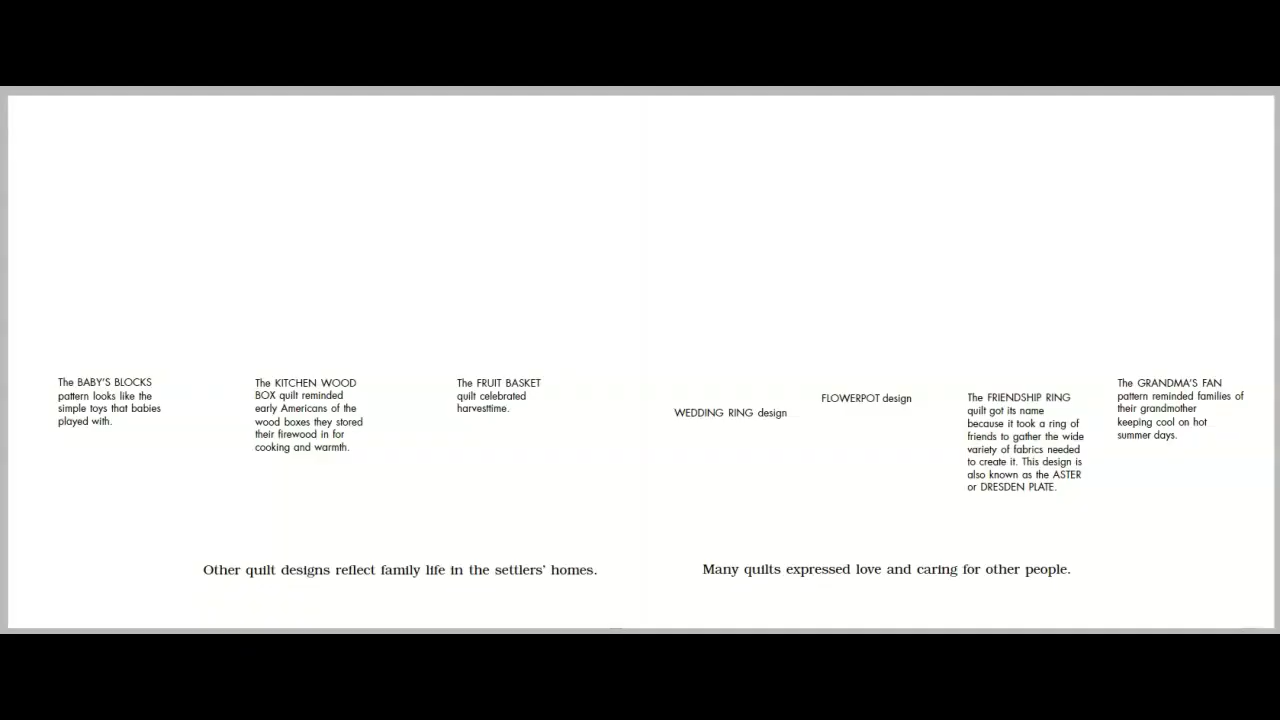 The BABY'S BLOCKS
pattern looks like the
simple toys that babies
played with.
The KITCHEN WOOD
BOX quilt reminded
early Americans of the
wood boxes they stored
their firewood in for
cooking and warmth.
The FRUIT BASKET
quilt celebrated
harvesttime.
Other quilt designs reflect family life in the settlers' homes.
WEDDING RING design
FLOWERPOT design
The FRIENDSHIP RING
quilt got its name
because it took a ring of
friends to gather the wide
variety of fabrics needed
to create it. This design is
also known as the ASTER
or DRESDEN PLATE.
The GRANDMA'S FAN
pattern reminded families of
their grandmother
keeping cool on hot
summer days.
Many quilts expressed love and caring for other people.